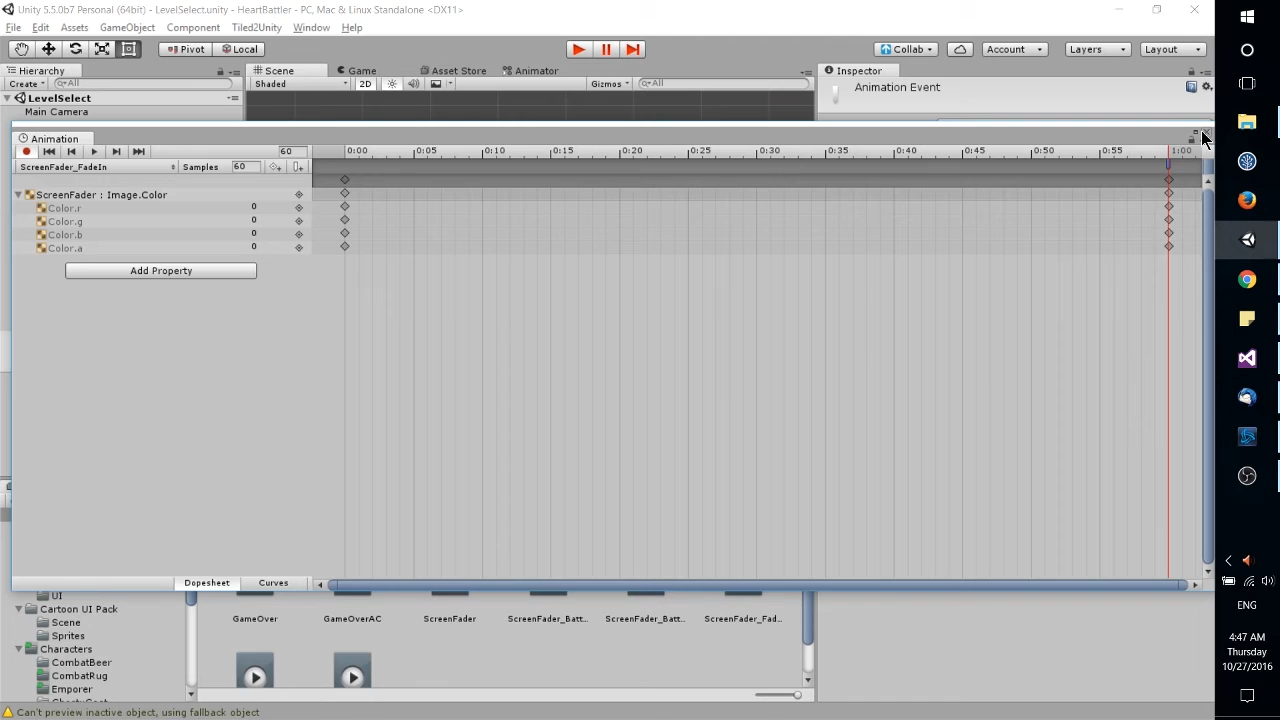 Unity 5.5.0b7 Personal (64bit) - LevelSelect.unity - HeartBattler - PC, Mac & Linux Standalone <DX11>
File Edit Assets GameObject Component Tiled2Unity Window Help
Pivot Local Collab Account Layers Layout
Hierarchy Scene Game Asset Store Animator Inspector
Create All Shaded 2D Gizmos All Animation Event
LevelSelect
Main Camera
Animation
60 0:00 0:05 0:10 0:15 0:20 0:25 0:30 0:35 0:40 0:45 0:50 0:55 1:00
ScreenFader_FadeIn Samples 60
ScreenFader : Image.Color
Color.r 0
Color.g 0
Color.b 0
Color.a 0
Add Property
Dopesheet Curves
UI
Cartoon UI Pack
Scene
Sprites
Characters
CombatBeer
CombatRug
Emporer
GameOver GameOverAC ScreenFader ScreenFader_Batt... ScreenFader_Batt... ScreenFader_Fad...
Can't preview inactive object, using fallback object
ENG
4:47 AM
Thursday
10/27/2016